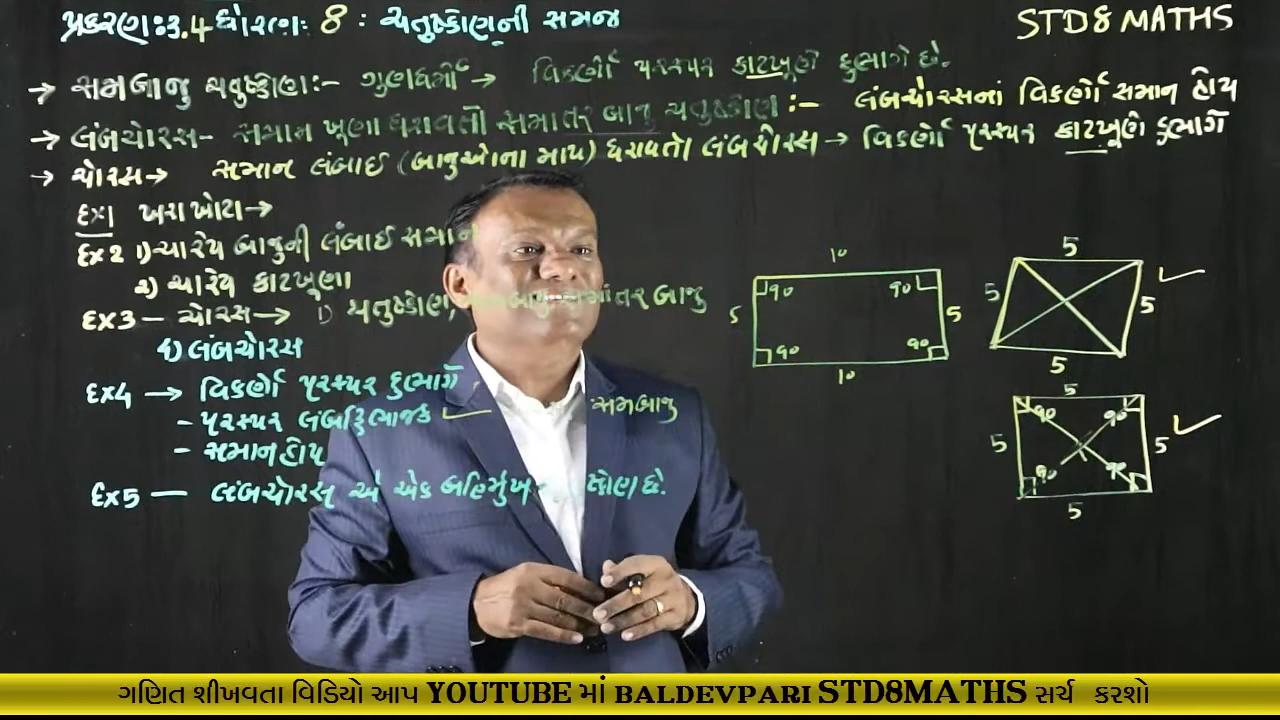 પ્રકરણ:૩.4 ધોરણ: 8 : ચતુષ્કોણની સમજ
STD8 MATHS
→ સમબાજુ ચતુષ્કોણ:- ગુણધર્મો → વિકર્ણો પરસ્પર કાટખૂણે દુભાગે છે.
→ લંબચોરસ- સમાન ખૂણા ધરાવતો સમાંતર બાજુ ચતુષ્કોણ :- લંબચોરસનાં વિકર્ણો સમાન હોય
→ ચોરસ→ સમાન લંબાઈ (બાજુઓના માપ) ધરાવતો લંબચોરસ → વિકર્ણો પરસ્પર કાટખૂણે દુભાગે
Ex1 ખરા ખોટા→
Ex2 1) ચારેય બાજુની લંબાઈ સમાન
2) ચારેય કાટખૂણા
Ex3 – ચોરસ → 1) ચતુષ્કોણ, બાજુ
4) લંબચોરસ
Ex4 → વિકર્ણો પરસ્પર દુભાગે
- પરસ્પર લંબદ્વિભાજક ✓ સમબાજુ
- સમાન હોય
Ex5 — લંબચોરસ એ એક બહિર્મુખ છે.
10
5 90 90 5
90 90
10
5
5 5 ✓
5
5
90 90
5 5 ✓
90 90
5
ગણિત શીખવતા વિડિયો આપ YOUTUBE માં BALDEVPARI STD8MATHS સર્ચ કરશો